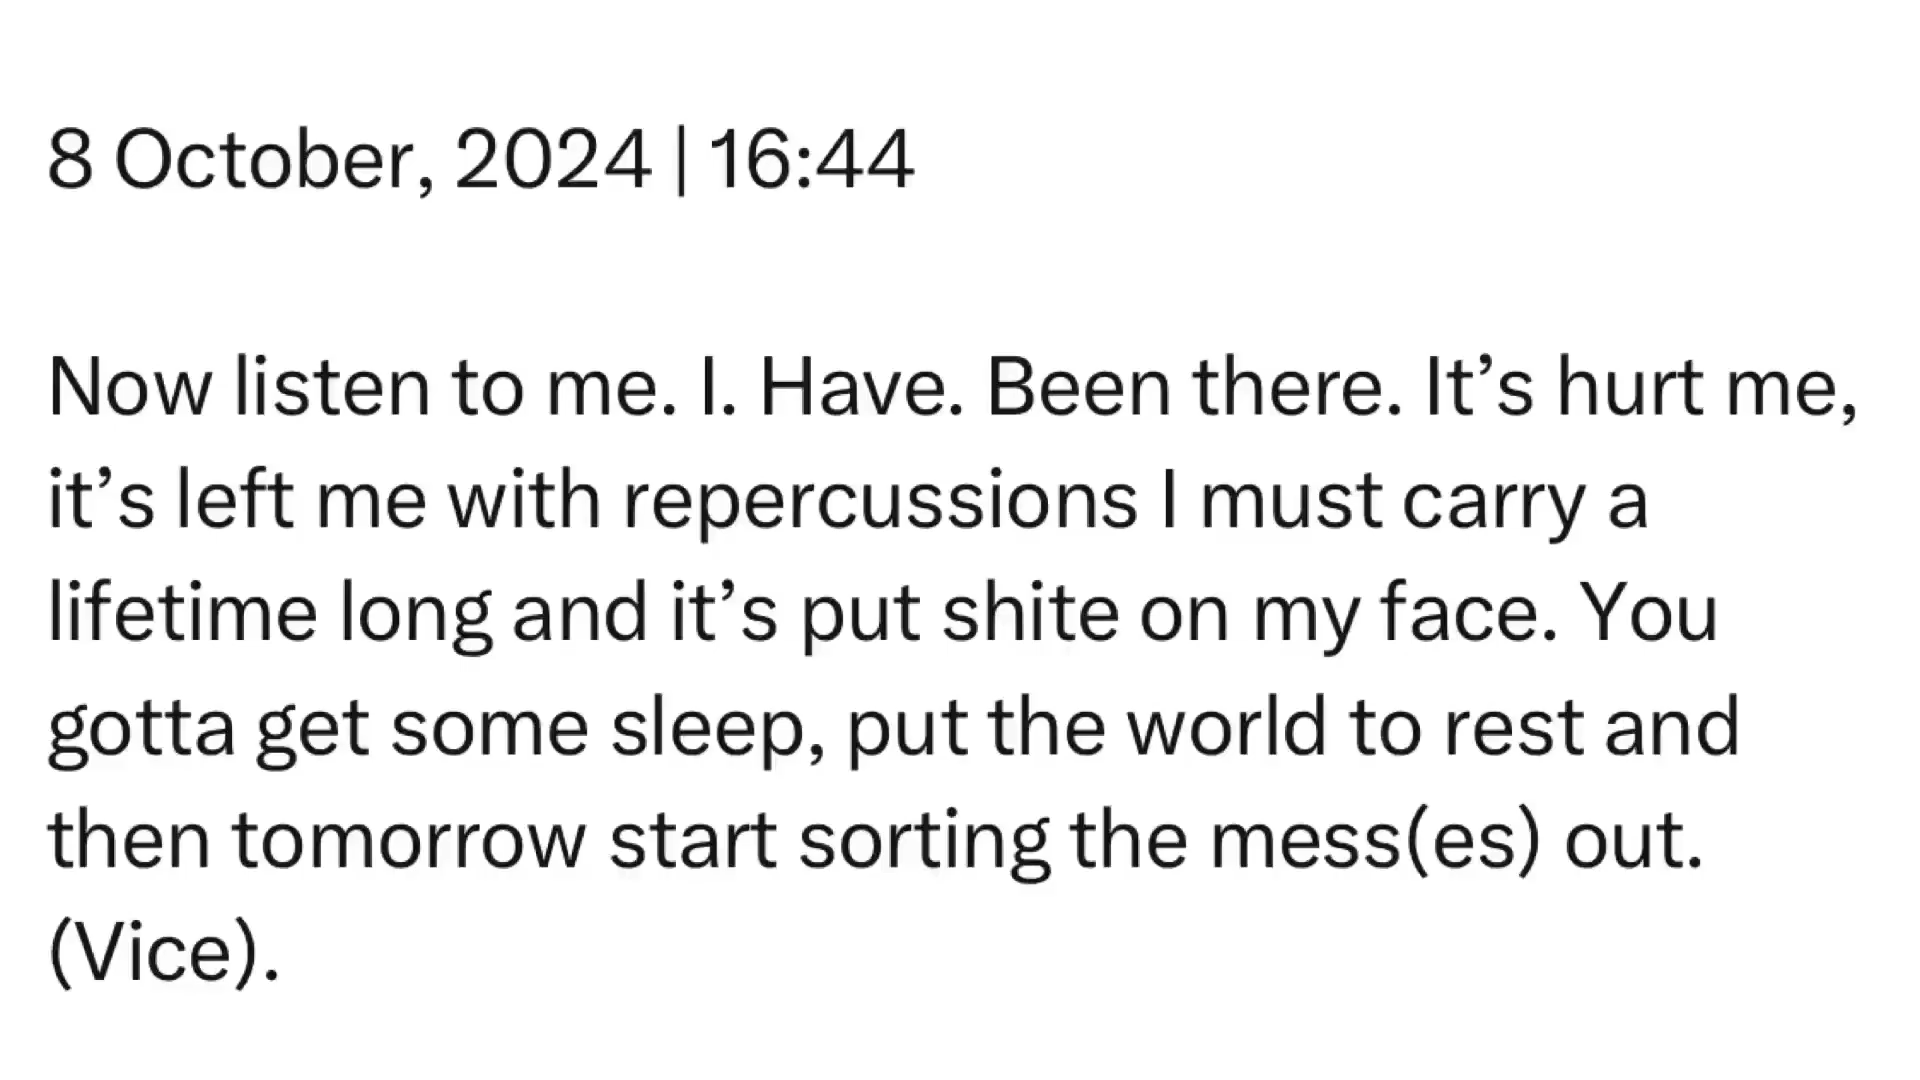 8 October, 2024 | 16:44
Now listen to me. I. Have. Been there. It’s hurt me,
it’s left me with repercussions I must carry a
lifetime long and it’s put shite on my face. You
gotta get some sleep, put the world to rest and
then tomorrow start sorting the mess(es) out.
(Vice).